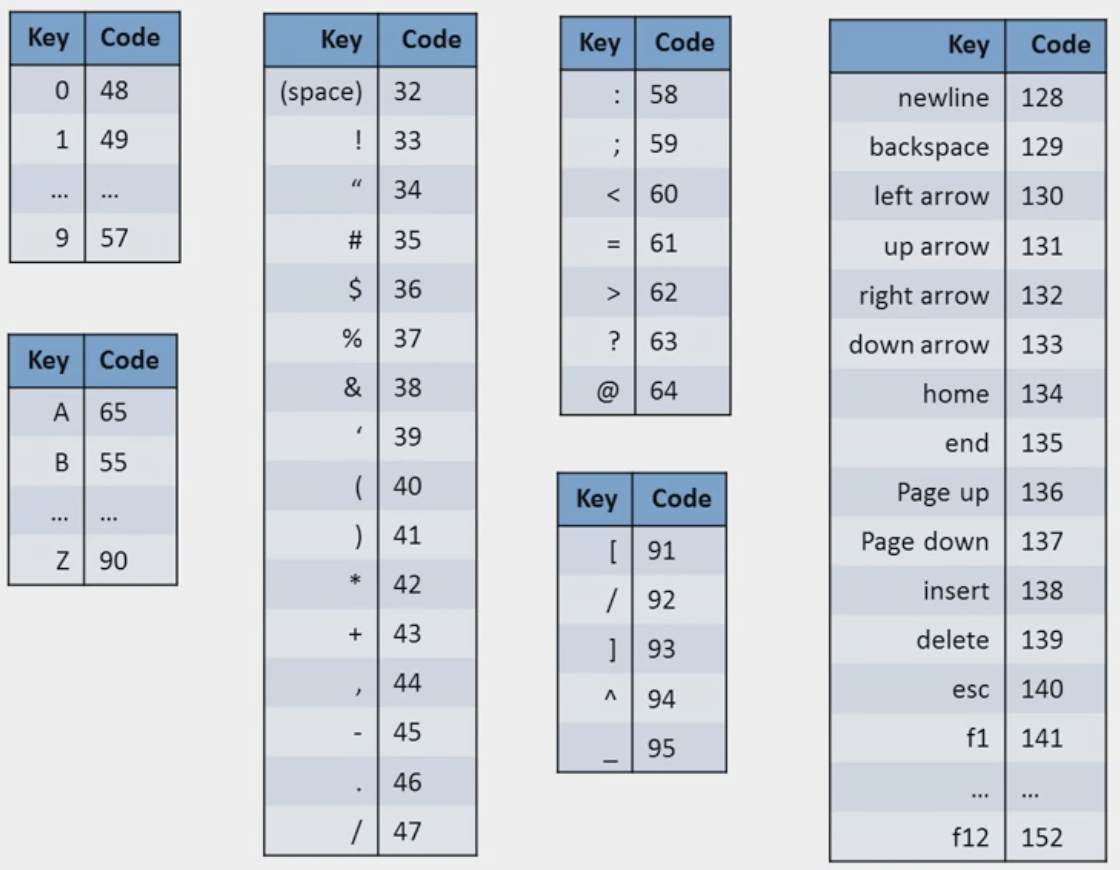 Key Code
0 48
1 49
... ...
9 57
Key Code
A 65
B 55
... ...
Z 90
Key Code
(space) 32
! 33
“ 34
# 35
$ 36
% 37
& 38
‘ 39
( 40
) 41
* 42
+ 43
, 44
- 45
. 46
/ 47
Key Code
: 58
; 59
< 60
= 61
> 62
? 63
@ 64
Key Code
[ 91
/ 92
] 93
^ 94
_ 95
Key Code
newline 128
backspace 129
left arrow 130
up arrow 131
right arrow 132
down arrow 133
home 134
end 135
Page up 136
Page down 137
insert 138
delete 139
esc 140
f1 141
... ...
f12 152